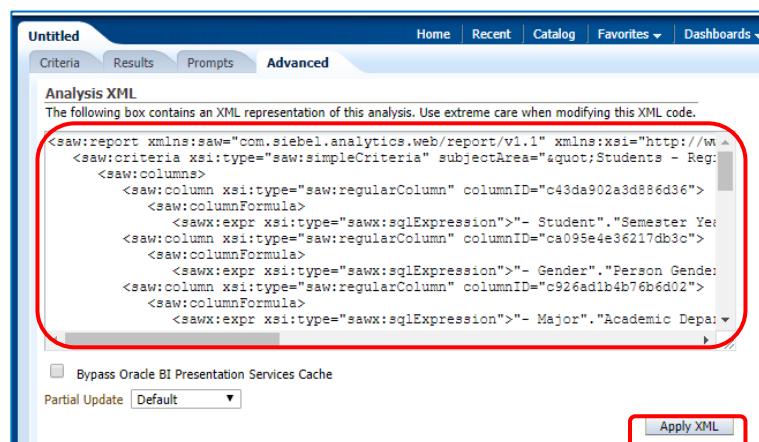 Untitled
Home Recent Catalog Favorites Dashboards
Criteria Results Prompts Advanced
Analysis XML
The following box contains an XML representation of this analysis. Use extreme care when modifying this XML code.
<saw:report xmlns:saw="com.siebel.analytics.web/report/v1.1" xmlns:xsi="http://w
<saw:criteria xsi:type="saw:simpleCriteria" subjectArea="&quot;Students - Regi
<saw:columns>
<saw:column xsi:type="saw:regularColumn" columnID="c43da902a3d886d36">
<saw:columnFormula>
<sawx:expr xsi:type="sawx:sqlExpression">"- Student"."Semester Yea
<saw:column xsi:type="saw:regularColumn" columnID="ca095e4e36217db3c">
<saw:columnFormula>
<sawx:expr xsi:type="sawx:sqlExpression">"- Gender"."Person Gender
<saw:column xsi:type="saw:regularColumn" columnID="c926ad1b4b76b6d02">
<saw:columnFormula>
<sawx:expr xsi:type="sawx:sqlExpression">"- Major"."Academic Depar
Bypass Oracle BI Presentation Services Cache
Partial Update Default
Apply XML